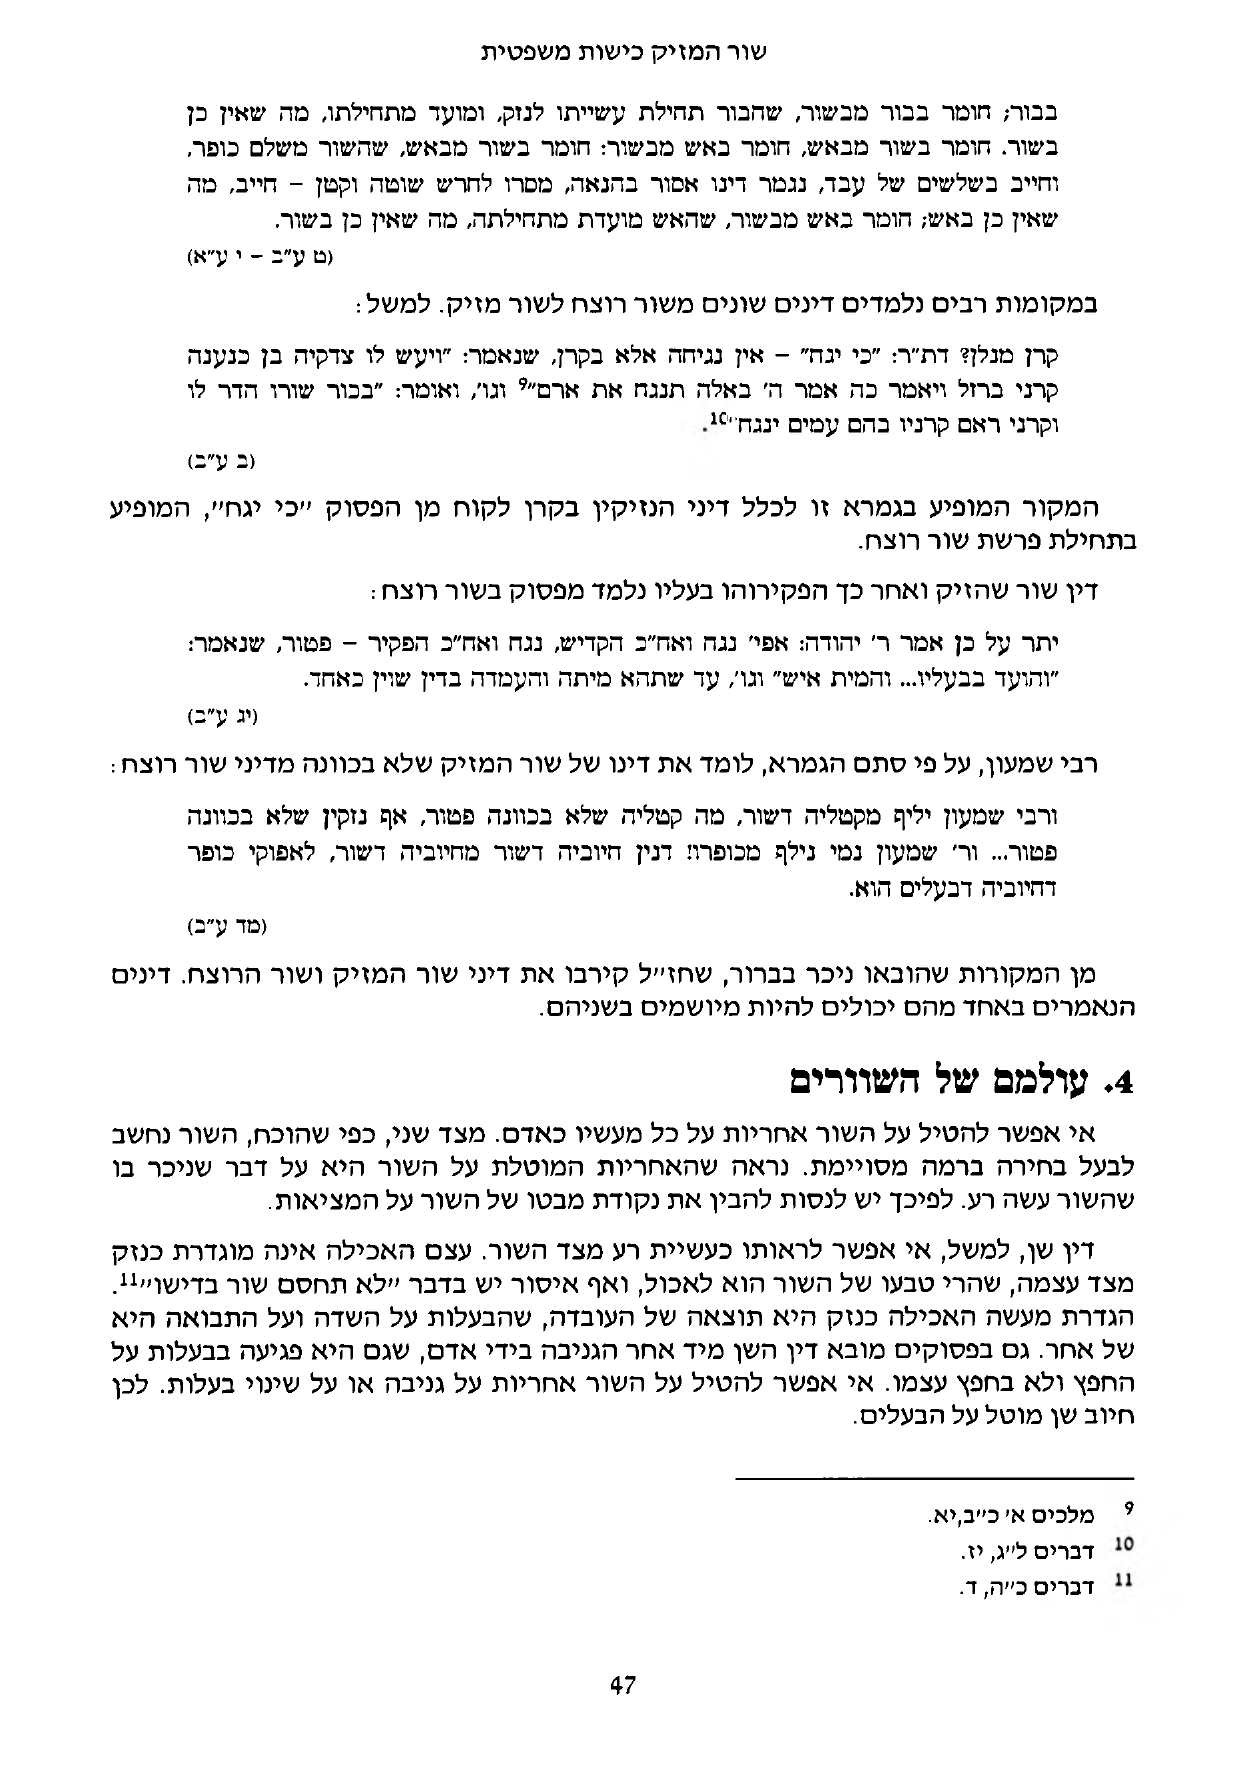 שור המזיק כישות משפטית
בבור; חומר בבור מבשור, שחבור תחילת עשייתו לנזק, ומועד מתחילתו, מה שאין כן
בשור. חומר בשור מבאש, חומר באש מבשור: חומר בשור מבאש, שהשור משלם כופר,
וחייב בשלשים של עבד, נגמר דינו אסור בהנאה, מסרו לחרש שוטה וקטן – חייב, מה
שאין כן באש; חומר באש מבשור, שהאש מועדת מתחילתה, מה שאין כן בשור.
(ט ע"ב – י ע"א)
במקומות רבים נלמדים דינים שונים משור רוצח לשור מזיק. למשל:
קרן מנלן? דת"ר: "כי יגח" – אין נגיחה אלא בקרן, שנאמר: "ויעש לו צדקיה בן כנענה
קרני ברזל ויאמר כה אמר ה' באלה תנגח את ארם"9 וגו', ואומר: "בכור שורו הדר לו
וקרני ראם קרניו בהם עמים ינגח"10.
(ב ע"ב)
המקור המופיע בגמרא זו לכלל דיני הנזיקין בקרן לקוח מן הפסוק "כי יגח", המופיע
בתחילת פרשת שור רוצח.
דין שור שהזיק ואחר כך הפקירוהו בעליו נלמד מפסוק בשור רוצח:
יתר על כן אמר ר' יהודה: אפי' נגח ואח"כ הקדיש, נגח ואח"כ הפקיר – פטור, שנאמר:
"והועד בבעליו... והמית איש" וגו', עד שתהא מיתה והעמדה בדין שוין כאחד.
(יג ע"ב)
רבי שמעון, על פי סתם הגמרא, לומד את דינו של שור המזיק שלא בכוונה מדיני שור רוצח:
ורבי שמעון יליף מקטליה דשור, מה קטליה שלא בכוונה פטור, אף נזקין שלא בכוונה
פטור... ור' שמעון נמי נילף מכופרו! דנין חיוביה דשור מחיוביה דשור, לאפוקי כופר
דחיוביה דבעלים הוא.
(מד ע"ב)
מן המקורות שהובאו ניכר בברור, שחז"ל קירבו את דיני שור המזיק ושור הרוצח. דינים
הנאמרים באחד מהם יכולים להיות מיושמים בשניהם.
4. עולמם של השוורים
אי אפשר להטיל על השור אחריות על כל מעשיו כאדם. מצד שני, כפי שהוכח, השור נחשב
לבעל בחירה ברמה מסויימת. נראה שהאחריות המוטלת על השור היא על דבר שניכר בו
שהשור עשה רע. לפיכך יש לנסות להבין את נקודת מבטו של השור על המציאות.
דין שן, למשל, אי אפשר לראותו כעשיית רע מצד השור. עצם האכילה אינה מוגדרת כנזק
מצד עצמה, שהרי טבעו של השור הוא לאכול, ואף איסור יש בדבר "לא תחסם שור בדישו"11.
הגדרת מעשה האכילה כנזק היא תוצאה של העובדה, שהבעלות על השדה ועל התבואה היא
של אחר. גם בפסוקים מובא דין השן מיד אחר הגניבה בידי אדם, שגם היא פגיעה בבעלות על
החפץ ולא בחפץ עצמו. אי אפשר להטיל על השור אחריות על גניבה או על שינוי בעלות. לכן
חיוב שן מוטל על הבעלים.
9 מלכים א' כ"ב,יא.
10 דברים ל"ג, יז.
11 דברים כ"ה, ד.
47